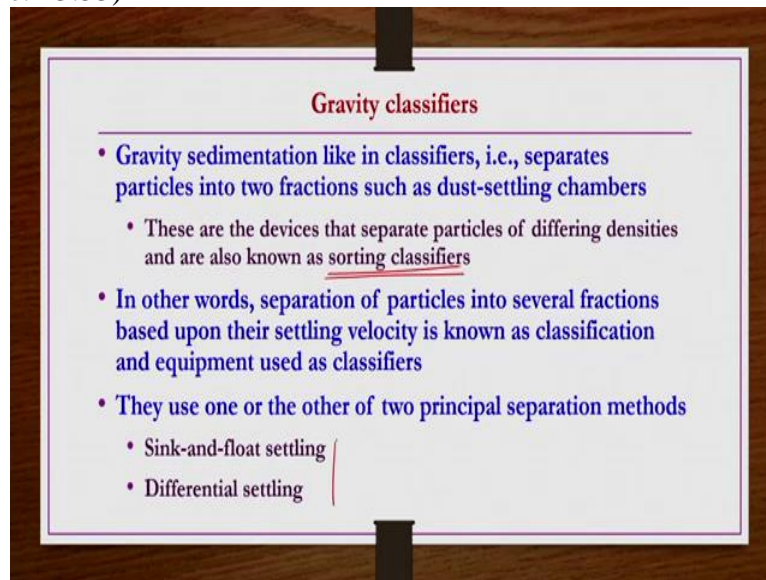 Gravity classifiers
• Gravity sedimentation like in classifiers, i.e., separates
particles into two fractions such as dust-settling chambers
• These are the devices that separate particles of differing densities
and are also known as sorting classifiers
• In other words, separation of particles into several fractions
based upon their settling velocity is known as classification
and equipment used as classifiers
• They use one or the other of two principal separation methods
• Sink-and-float settling
• Differential settling